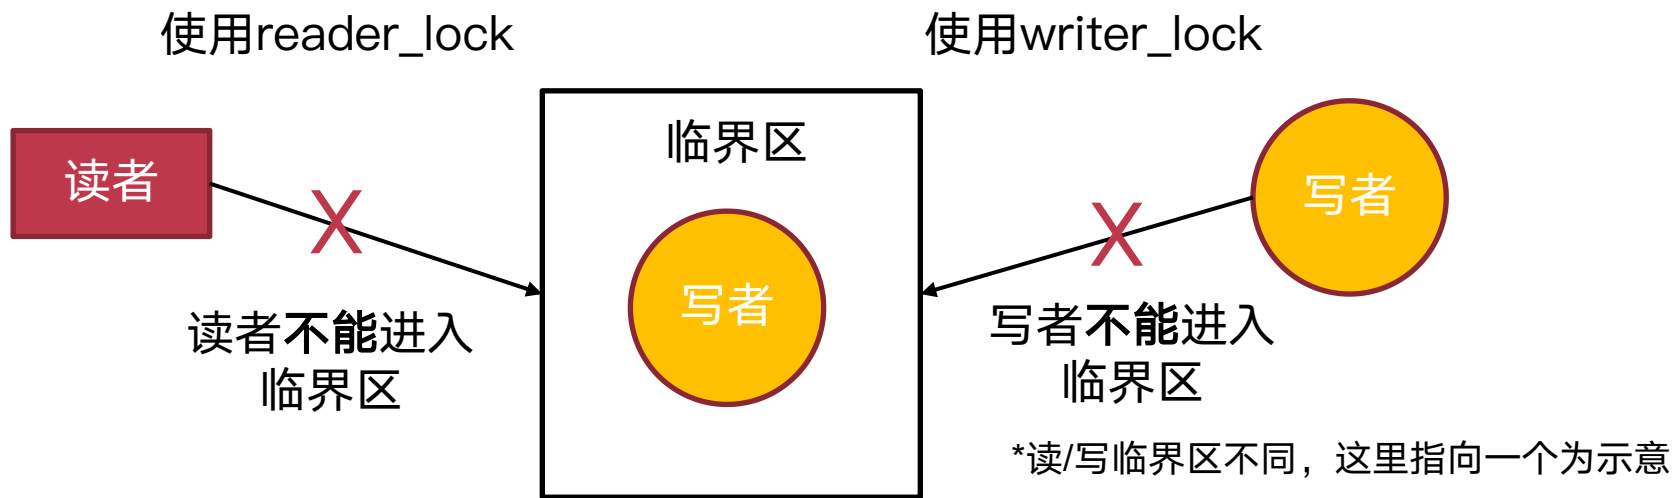 使用reader_lock
使用writer_lock
读者
X
临界区
写者
X
写者
读者不能进入
临界区
写者不能进入
临界区
*读/写临界区不同，这里指向一个为示意